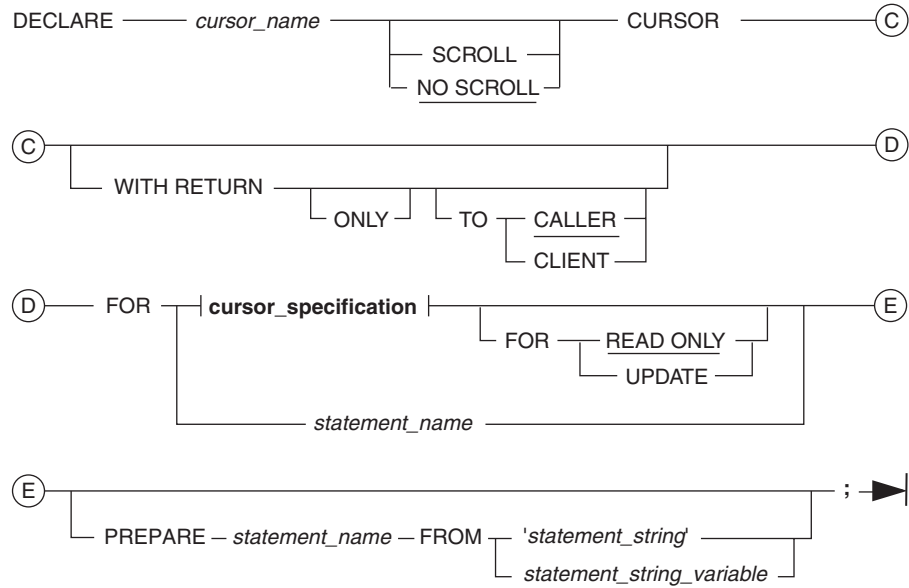 DECLARE cursor_name CURSOR C
SCROLL
NO SCROLL
C D
WITH RETURN
ONLY TO CALLER
CLIENT
D FOR cursor_specification E
FOR READ ONLY
UPDATE
statement_name
E ;
PREPARE statement_name FROM 'statement_string'
statement_string_variable